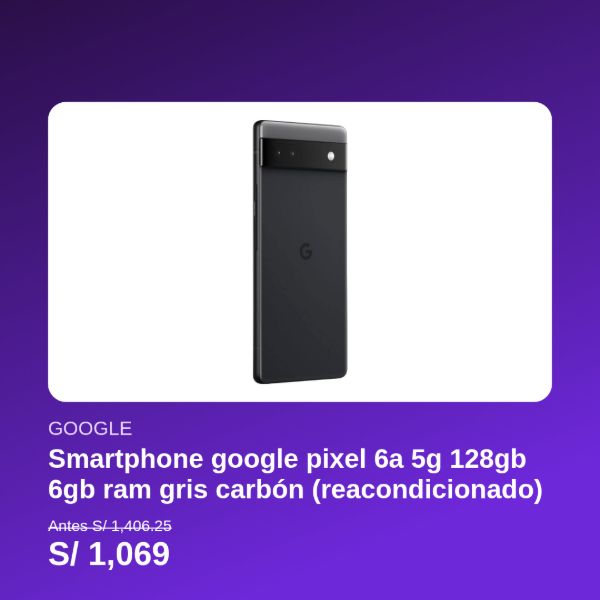 GOOGLE
Smartphone google pixel 6a 5g 128gb
6gb ram gris carbón (reacondicionado)
Antes S/ 1,406.25
S/ 1,069